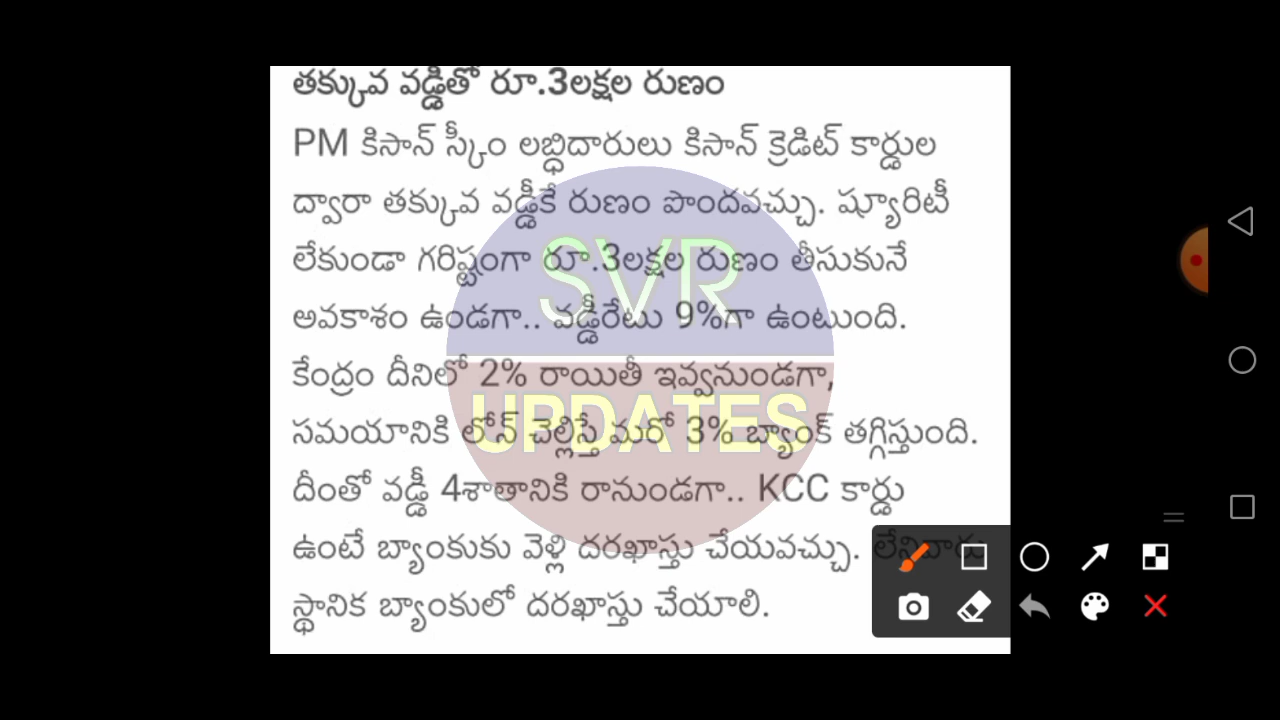 తక్కువ వడ్డీతో రూ.3లక్షల రుణం
PM కిసాన్ స్కీం లబ్ధిదారులు కిసాన్ క్రెడిట్ కార్డుల
ద్వారా తక్కువ వడ్డీకే రుణం పొందవచ్చు. ష్యూరిటీ
లేకుండా గరిష్టంగా రూ.3లక్షల రుణం తీసుకునే
SVR
అవకాశం ఉండగా.. వడ్డీరేటు 9%గా ఉంటుంది.
కేంద్రం దీనిలో 2% రాయితీ ఇవ్వనుండగా,
UPDATES
సమయానికి లోన్ చెల్లిస్తే మరో 3% బ్యాంక్ తగ్గిస్తుంది.
దీంతో వడ్డీ 4శాతానికి రానుండగా.. KCC కార్డు
ఉంటే బ్యాంకుకు వెళ్లి దరఖాస్తు చేయవచ్చు. లేనివారు
స్థానిక బ్యాంకులో దరఖాస్తు చేయాలి.